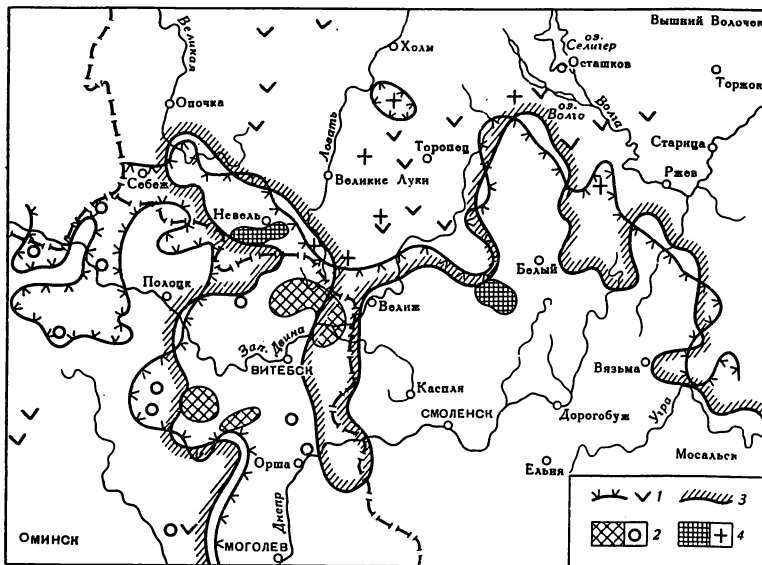 Великая
Холм
оз.
Селигер
Вышний Волочек
Осташков
Торжок
Опочка
Ловать
оз.
Волго
Волга
Торопец
Старица
Ржев
Себеж
Великие Луки
Невель
Белый
Полоцк
Велиж
Зап. Двина
ВИТЕБСК
Вязьма
Каспля
СМОЛЕНСК
Дорогобуж
Угра
Мосальск
Орша
Ельня
Днепр
МИНСК
МОГОЛЕВ
1
3
2
4